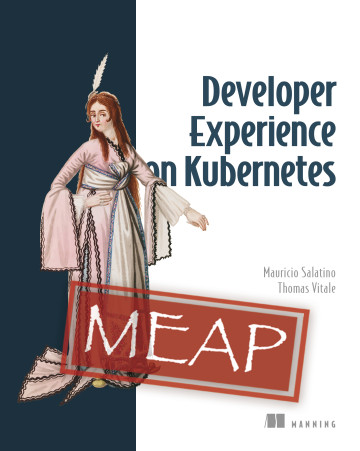 Developer
Experience
on Kubernetes
Mauricio Salatino
Thomas Vitale
MEAP
MANNING